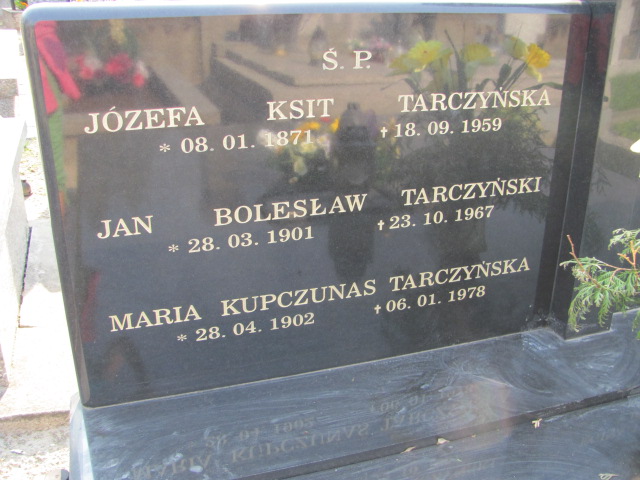 Ś. P.
JÓZEFA KSIT TARCZYŃSKA
* 08. 01. 1871 † 18. 09. 1959
JAN BOLESŁAW TARCZYŃSKI
* 28. 03. 1901 † 23. 10. 1967
MARIA KUPCZUNAS TARCZYŃSKA
* 28. 04. 1902 † 06. 01. 1978